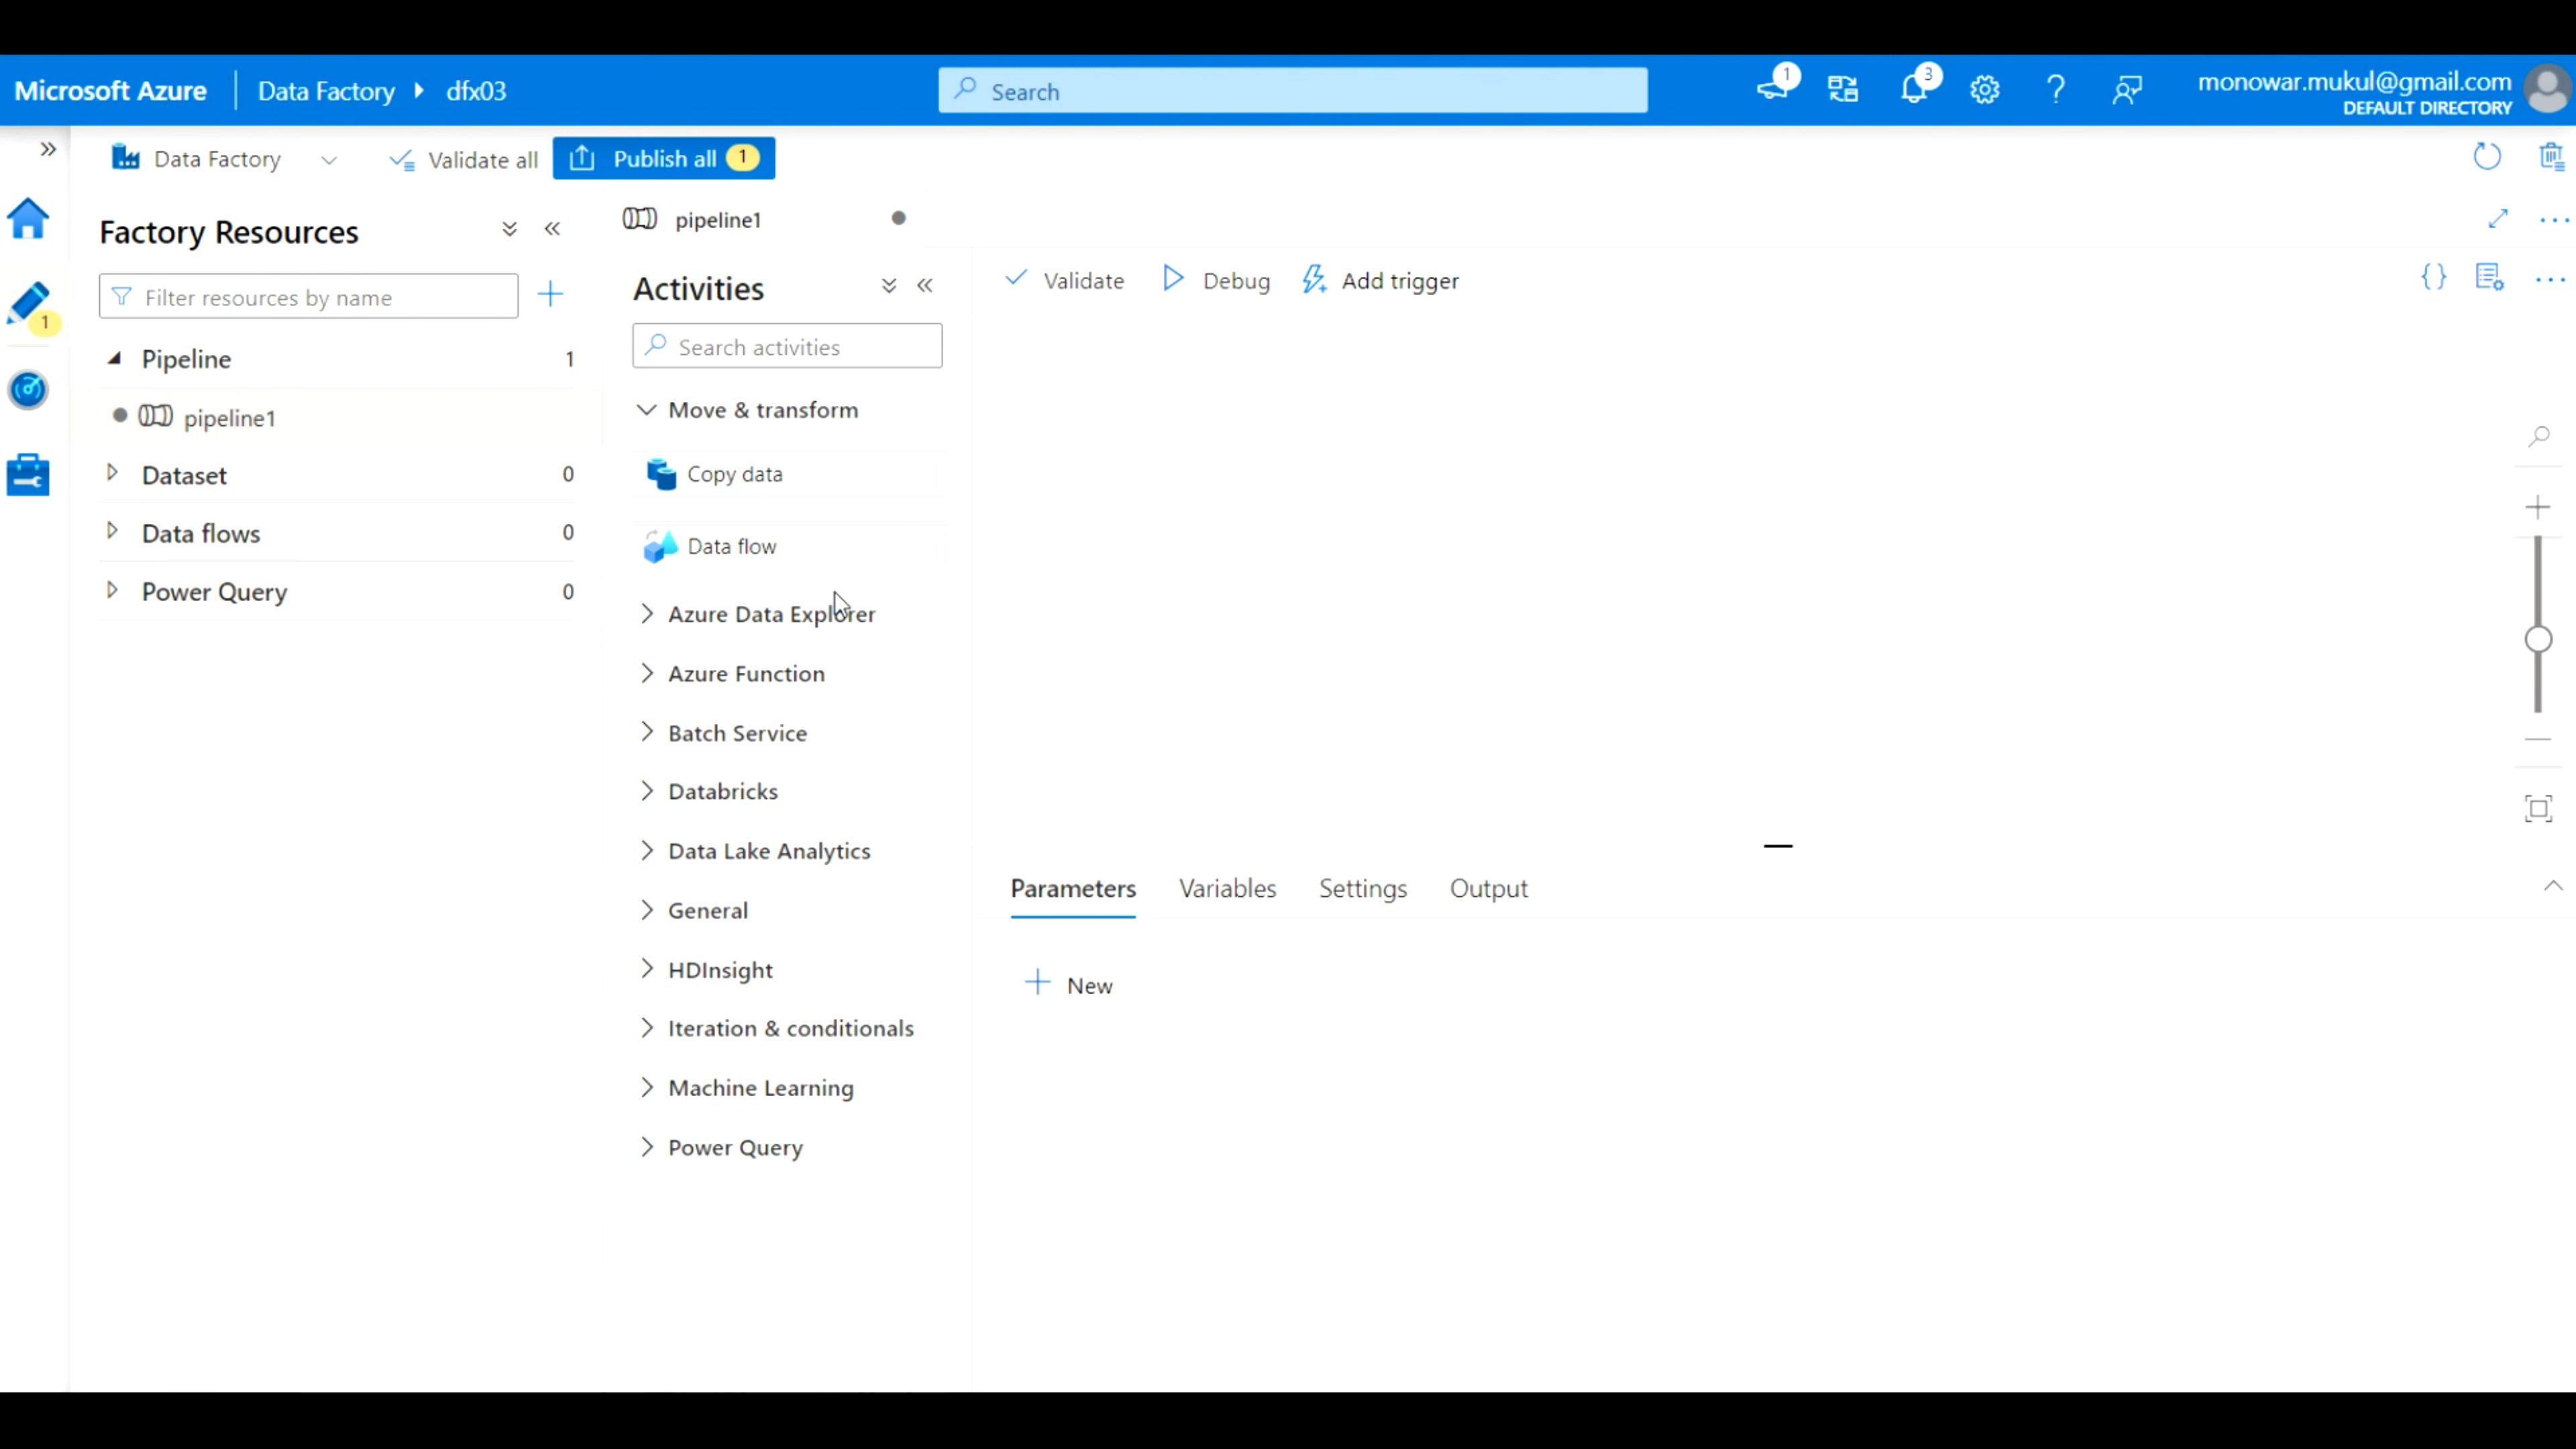 Microsoft Azure
Data Factory
dfx03
Search
1
3
monowar.mukul@gmail.com
DEFAULT DIRECTORY
Data Factory
Validate all
Publish all 1
Factory Resources
pipeline1
Filter resources by name
Activities
Validate
Debug
Add trigger
1
Search activities
Pipeline 1
pipeline1
Move & transform
Dataset 0
Copy data
Data flows 0
Data flow
Power Query 0
Azure Data Explorer
Azure Function
Batch Service
Databricks
Data Lake Analytics
General
HDInsight
Iteration & conditionals
Machine Learning
Power Query
Parameters
Variables
Settings
Output
New